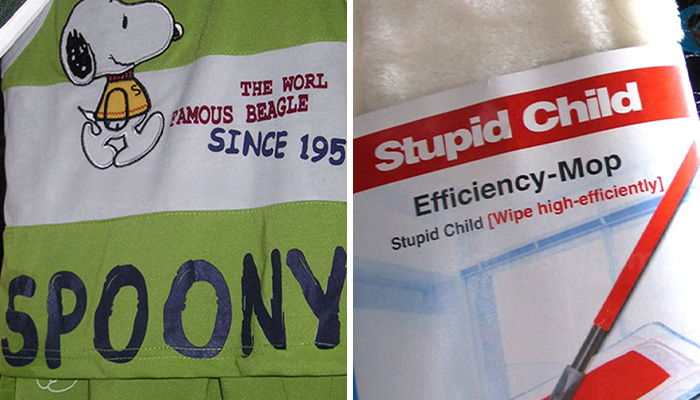 THE WORL
FAMOUS BEAGLE
SINCE 195
S
SPOONY
Stupid Child
Efficiency-Mop
Stupid Child [Wipe high-efficiently]